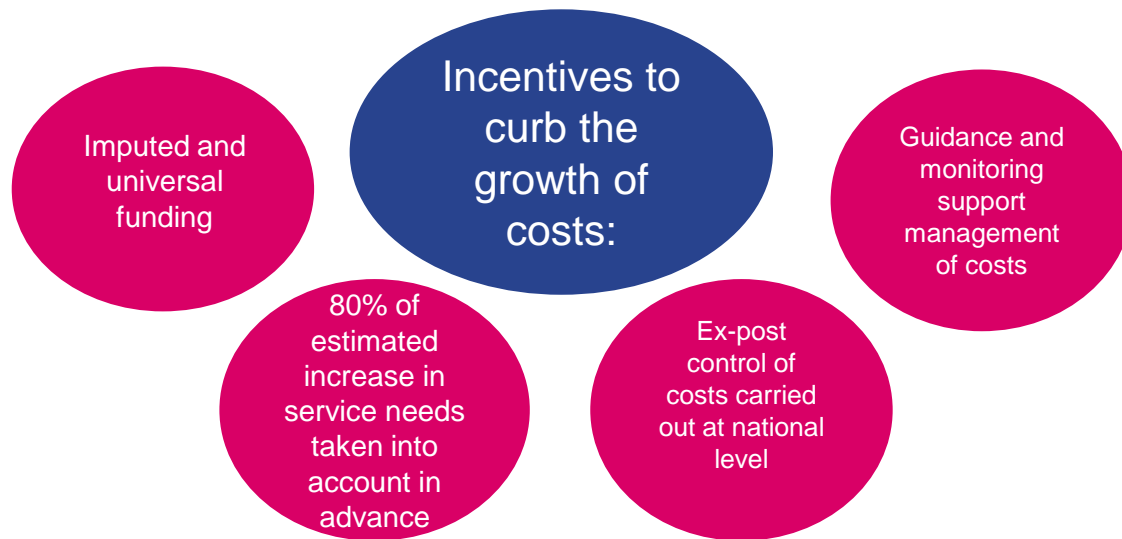 Incentives to
curb the
growth of
costs:
Imputed and
universal
funding
80% of
estimated
increase in
service needs
taken into
account in
advance
Ex-post
control of
costs carried
out at national
level
Guidance and
monitoring
support
management
of costs